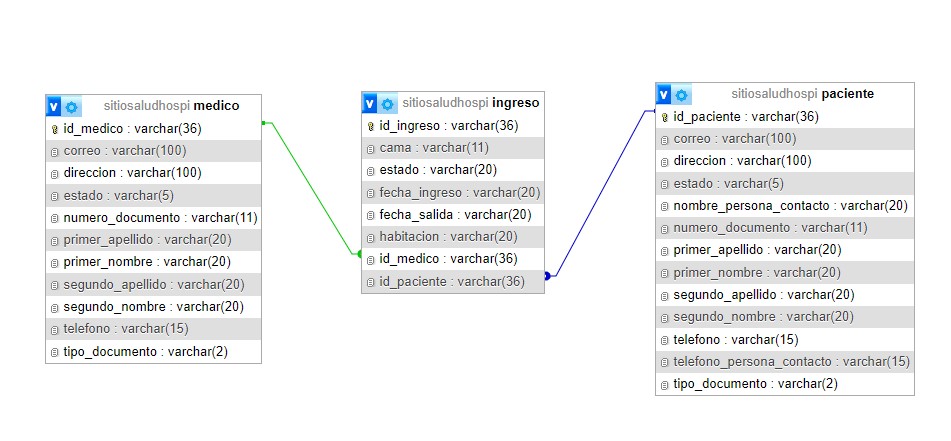 v sitiosaludhospi medico
id_medico : varchar(36)
correo : varchar(100)
direccion : varchar(100)
estado : varchar(5)
numero_documento : varchar(11)
primer_apellido : varchar(20)
primer_nombre : varchar(20)
segundo_apellido : varchar(20)
segundo_nombre : varchar(20)
telefono : varchar(15)
tipo_documento : varchar(2)
v sitiosaludhospi ingreso
id_ingreso : varchar(36)
cama : varchar(11)
estado : varchar(20)
fecha_ingreso : varchar(20)
fecha_salida : varchar(20)
habitacion : varchar(20)
id_medico : varchar(36)
id_paciente : varchar(36)
v sitiosaludhospi paciente
id_paciente : varchar(36)
correo : varchar(100)
direccion : varchar(100)
estado : varchar(5)
nombre_persona_contacto : varchar(20)
numero_documento : varchar(11)
primer_apellido : varchar(20)
primer_nombre : varchar(20)
segundo_apellido : varchar(20)
segundo_nombre : varchar(20)
telefono : varchar(15)
telefono_persona_contacto : varchar(15)
tipo_documento : varchar(2)